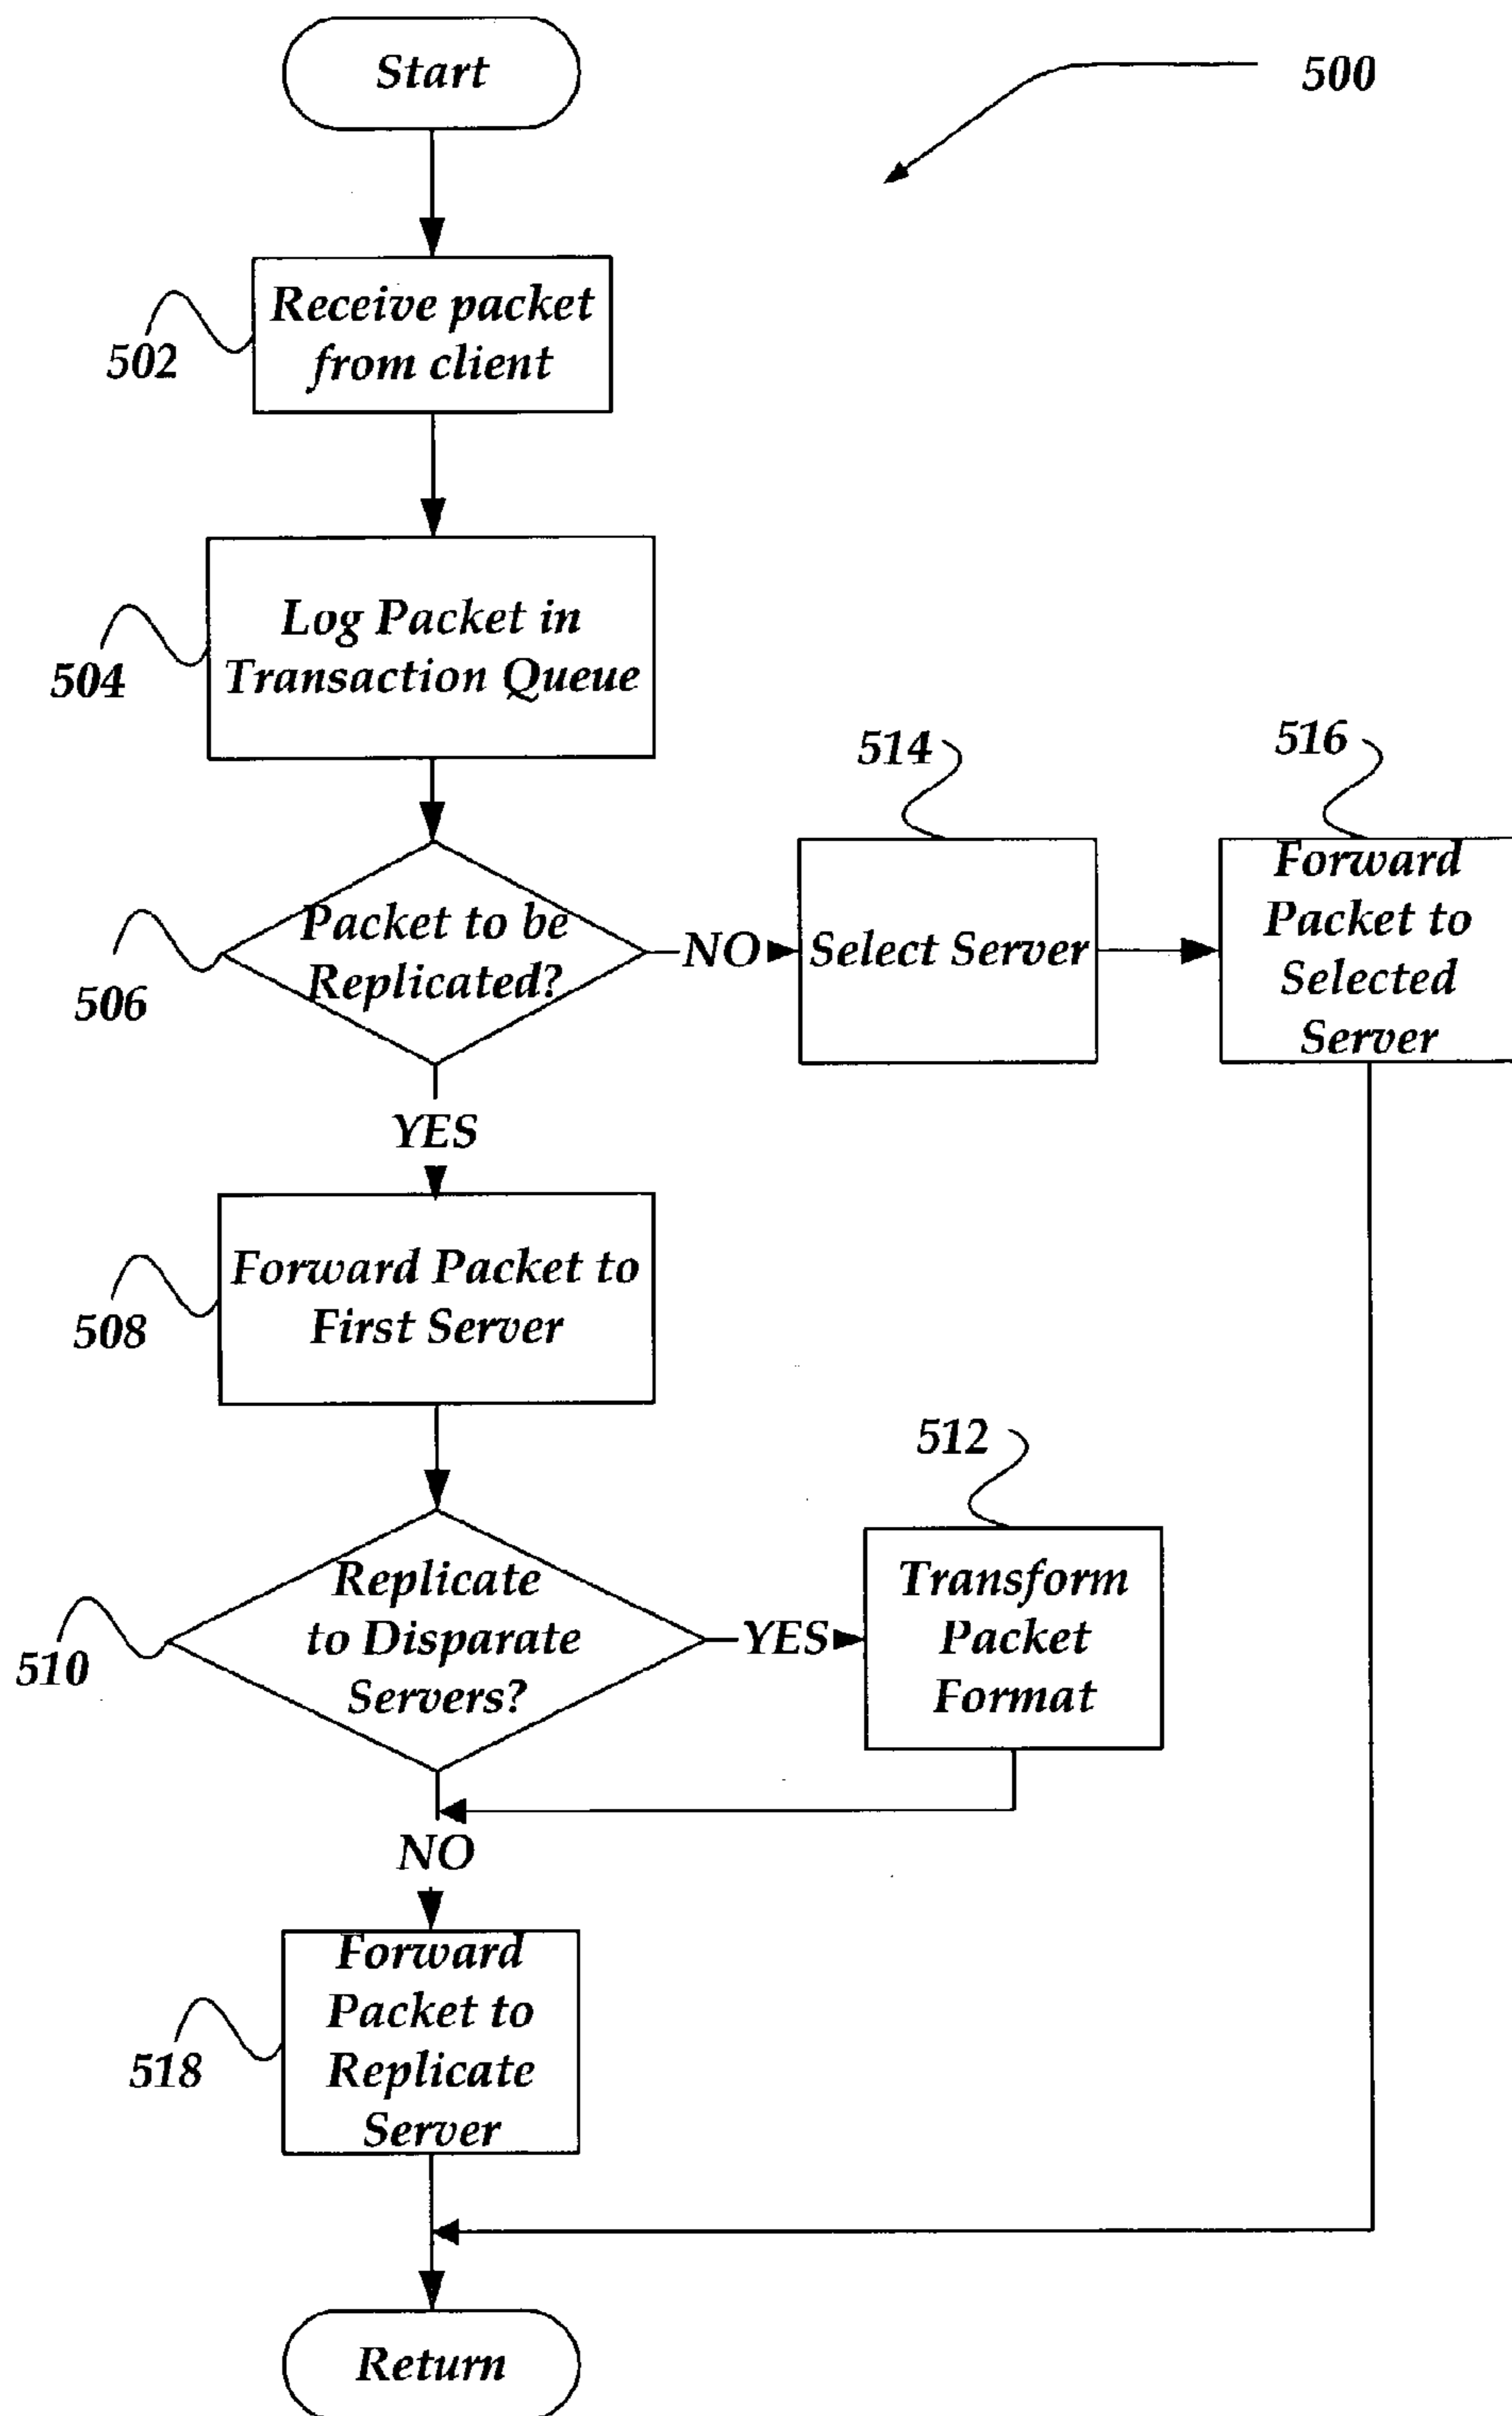 Start
500
Receive packet
from client
502
Log Packet in
Transaction Queue
504
514
516
Packet to be
Replicated?
506
NO
Select Server
Forward
Packet to
Selected
Server
YES
Forward Packet to
First Server
508
512
Replicate
to Disparate
Servers?
510
YES
Transform
Packet
Format
NO
Forward
Packet to
Replicate
Server
518
Return